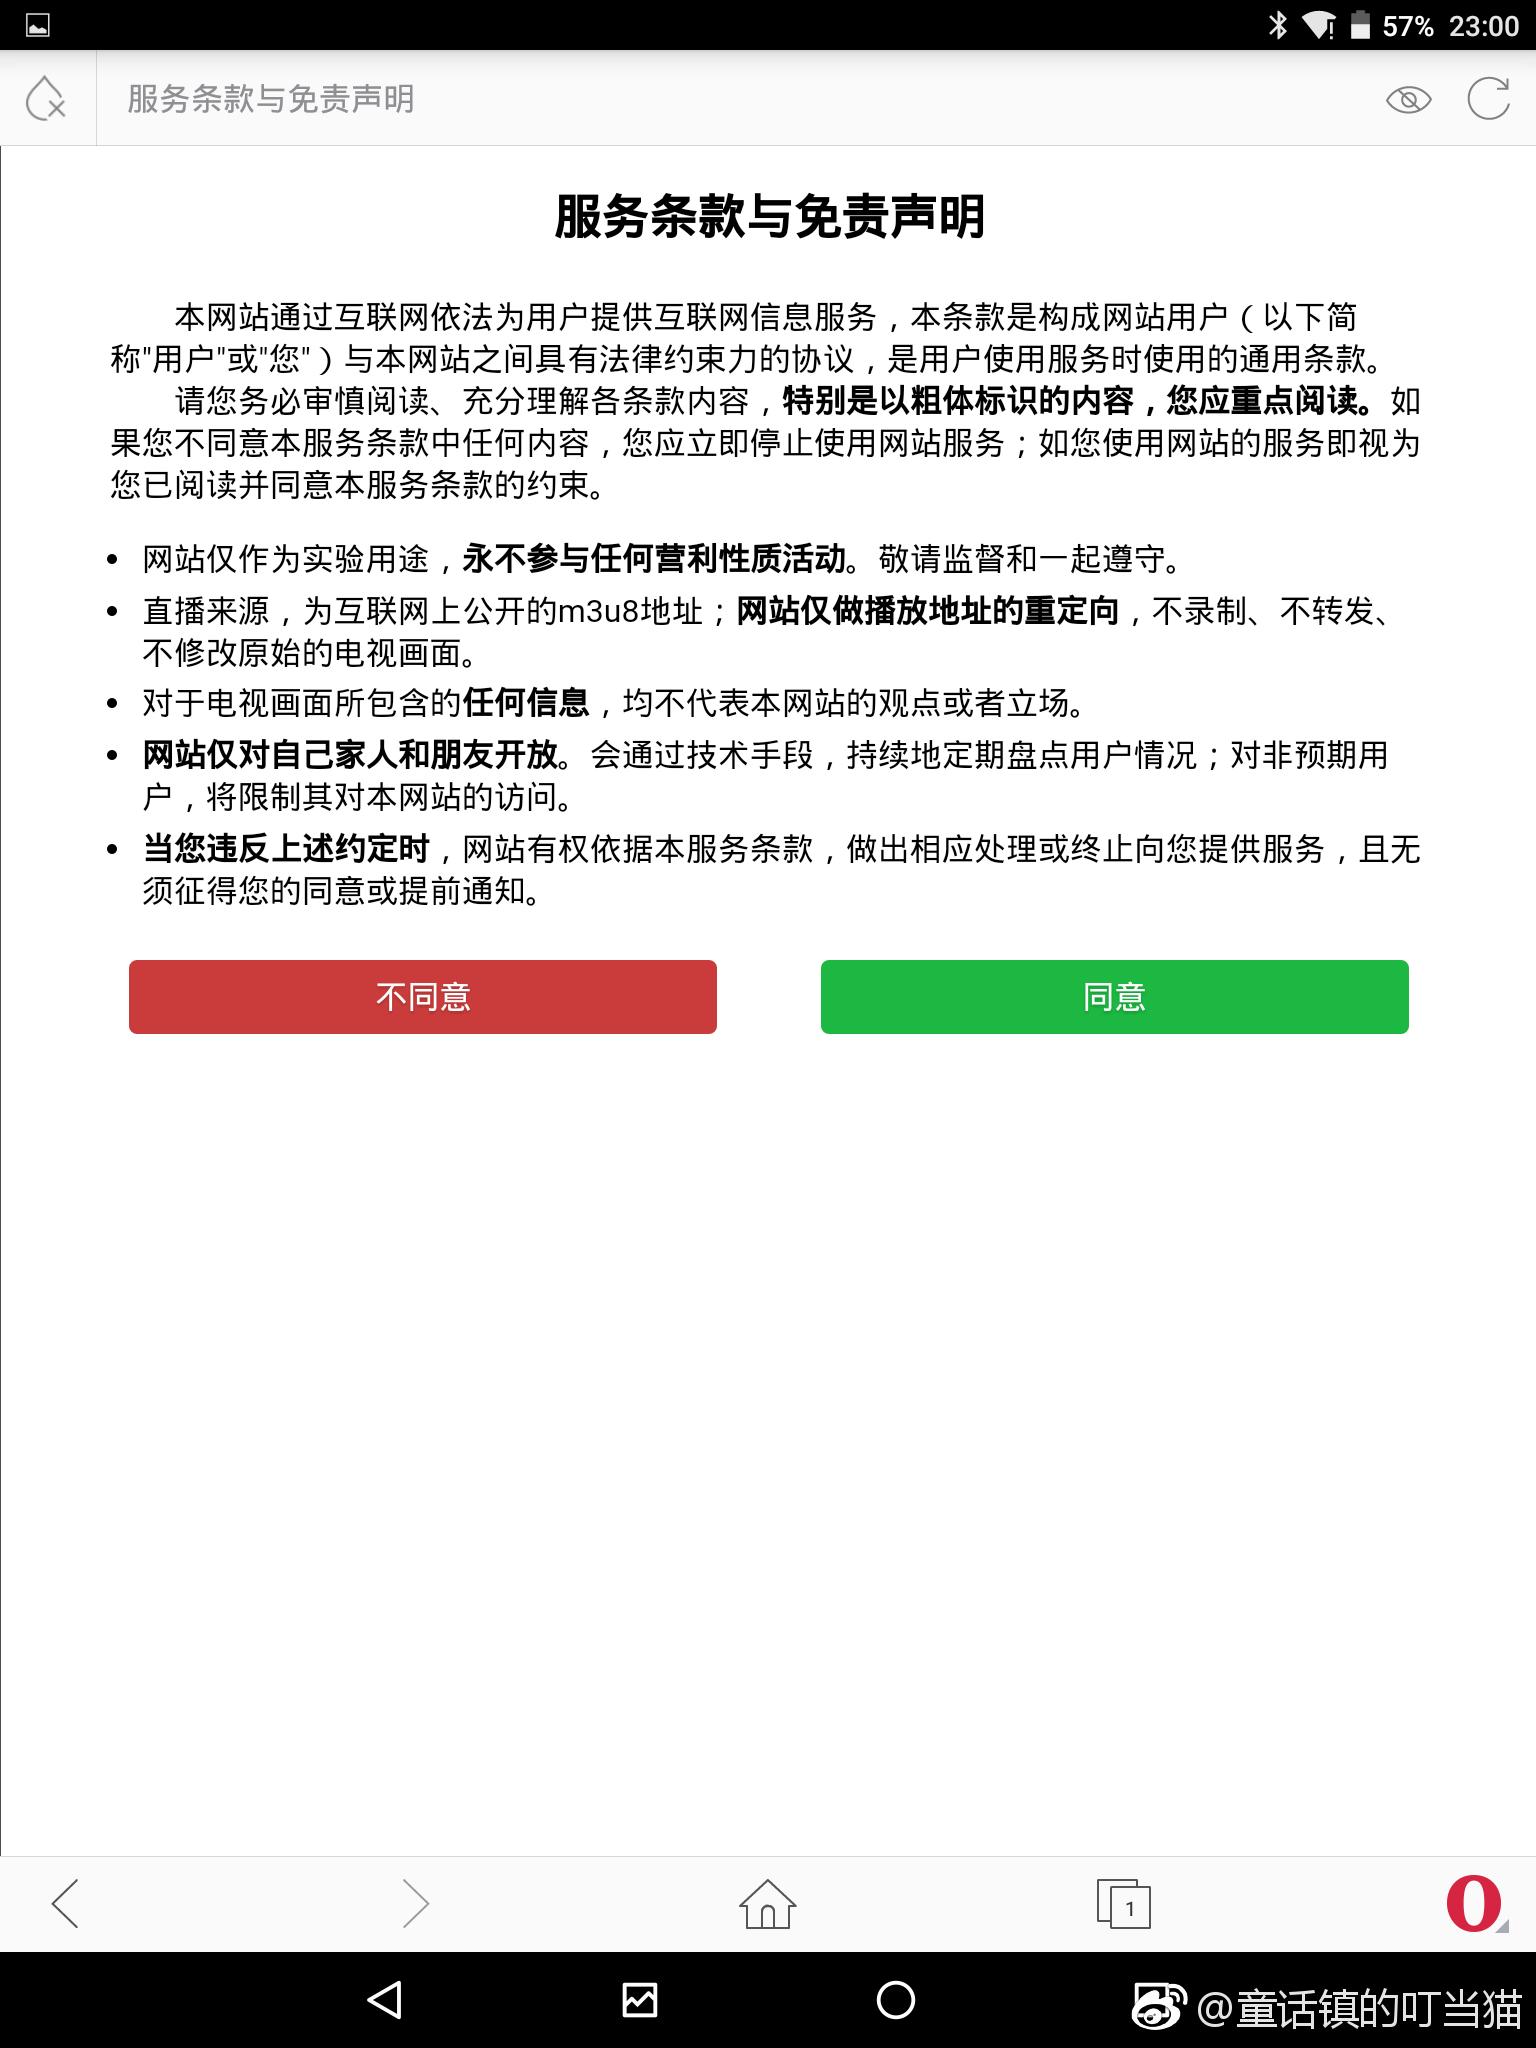 57% 23:00
服务条款与免责声明
服务条款与免责声明
本网站通过互联网依法为用户提供互联网信息服务，本条款是构成网站用户（以下简
称"用户"或"您"）与本网站之间具有法律约束力的协议，是用户使用服务时使用的通用条款。
请您务必审慎阅读、充分理解各条款内容，特别是以粗体标识的内容，您应重点阅读。如
果您不同意本服务条款中任何内容，您应立即停止使用网站服务；如您使用网站的服务即视为
您已阅读并同意本服务条款的约束。
• 网站仅作为实验用途，永不参与任何营利性质活动。敬请监督和一起遵守。
• 直播来源，为互联网上公开的m3u8地址；网站仅做播放地址的重定向，不录制、不转发、
不修改原始的电视画面。
• 对于电视画面所包含的任何信息，均不代表本网站的观点或者立场。
• 网站仅对自己家人和朋友开放。会通过技术手段，持续地定期盘点用户情况；对非预期用
户，将限制其对本网站的访问。
• 当您违反上述约定时，网站有权依据本服务条款，做出相应处理或终止向您提供服务，且无
须征得您的同意或提前通知。
不同意 同意
1
@童话镇的叮当猫